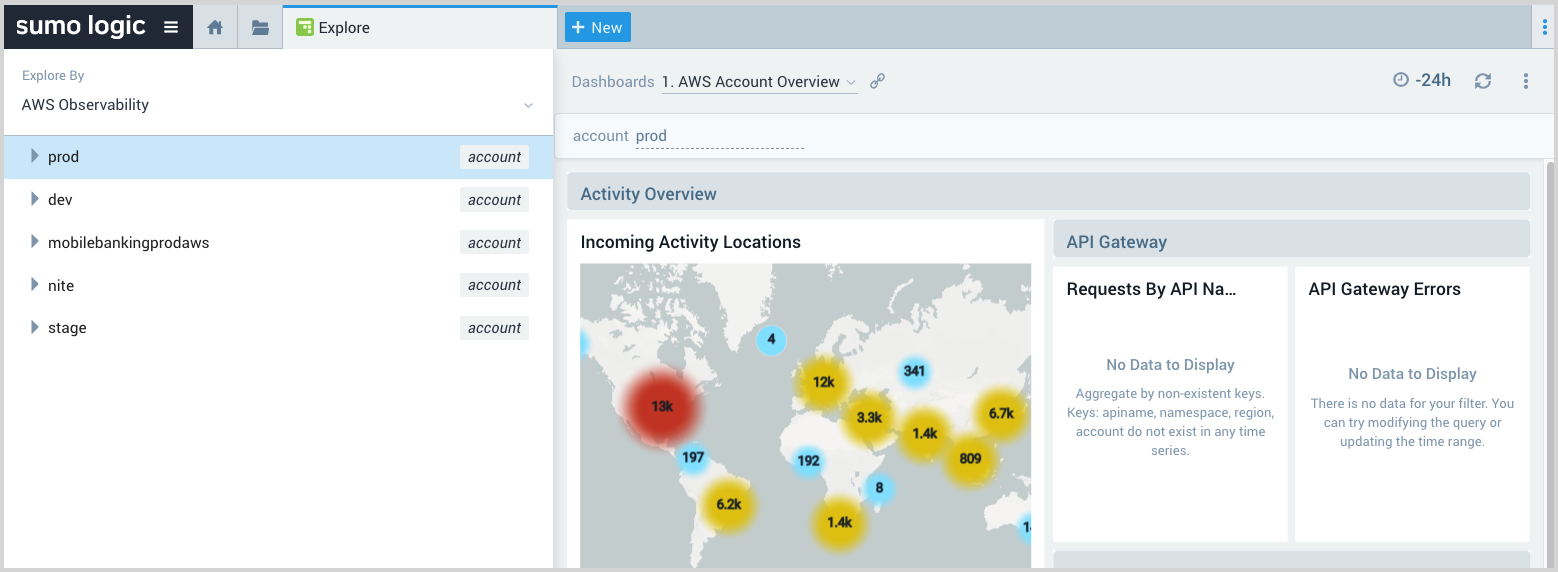 sumo logic
Explore
+ New
Explore By
AWS Observability
prod account
dev account
mobilebankingprodaws account
nite account
stage account
Dashboards 1. AWS Account Overview
-24h
account prod
Activity Overview
Incoming Activity Locations
4
12k
341
13k
3.3k
6.7k
1.4k
197
192
809
8
6.2k
1.4k
API Gateway
Requests By API Na...
No Data to Display
Aggregate by non-existent keys.
Keys: apiname, namespace, region,
account do not exist in any time
series.
API Gateway Errors
No Data to Display
There is no data for your filter. You
can try modifying the query or
updating the time range.